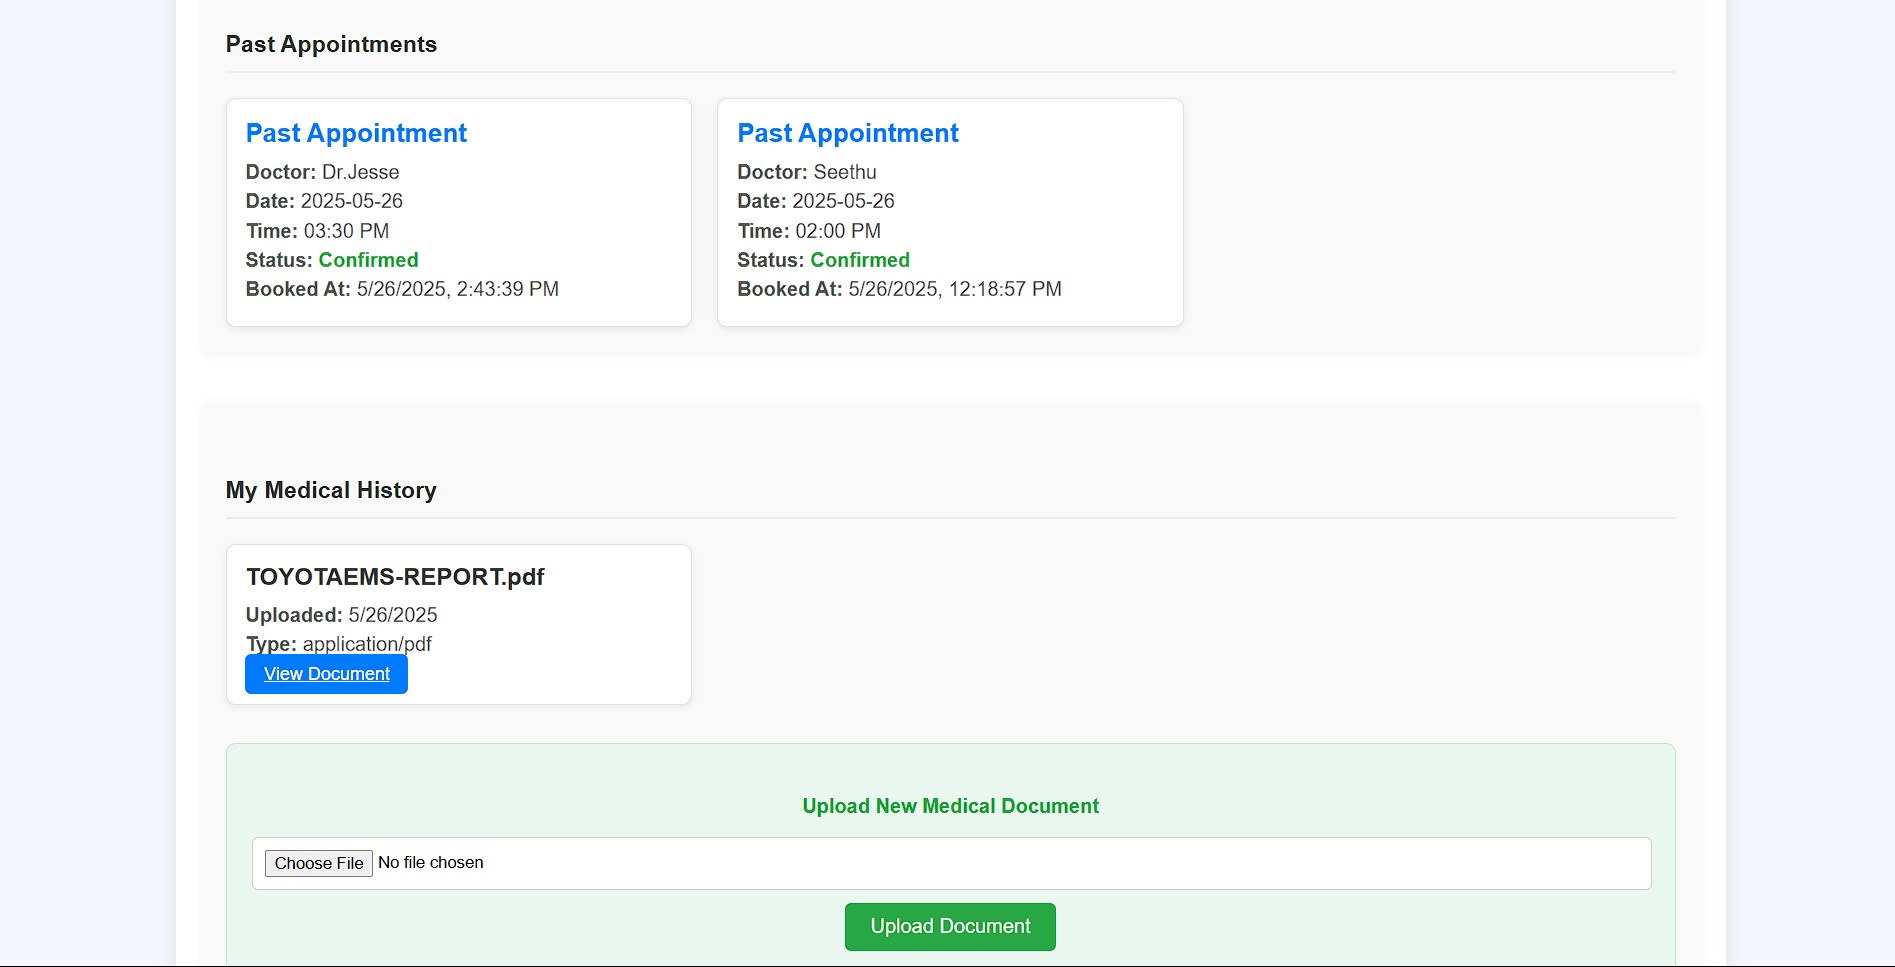 Past Appointments
Past Appointment
Doctor: Dr.Jesse
Date: 2025-05-26
Time: 03:30 PM
Status: Confirmed
Booked At: 5/26/2025, 2:43:39 PM
Past Appointment
Doctor: Seethu
Date: 2025-05-26
Time: 02:00 PM
Status: Confirmed
Booked At: 5/26/2025, 12:18:57 PM
My Medical History
TOYOTAEMS-REPORT.pdf
Uploaded: 5/26/2025
Type: application/pdf
View Document
Upload New Medical Document
Choose File No file chosen
Upload Document